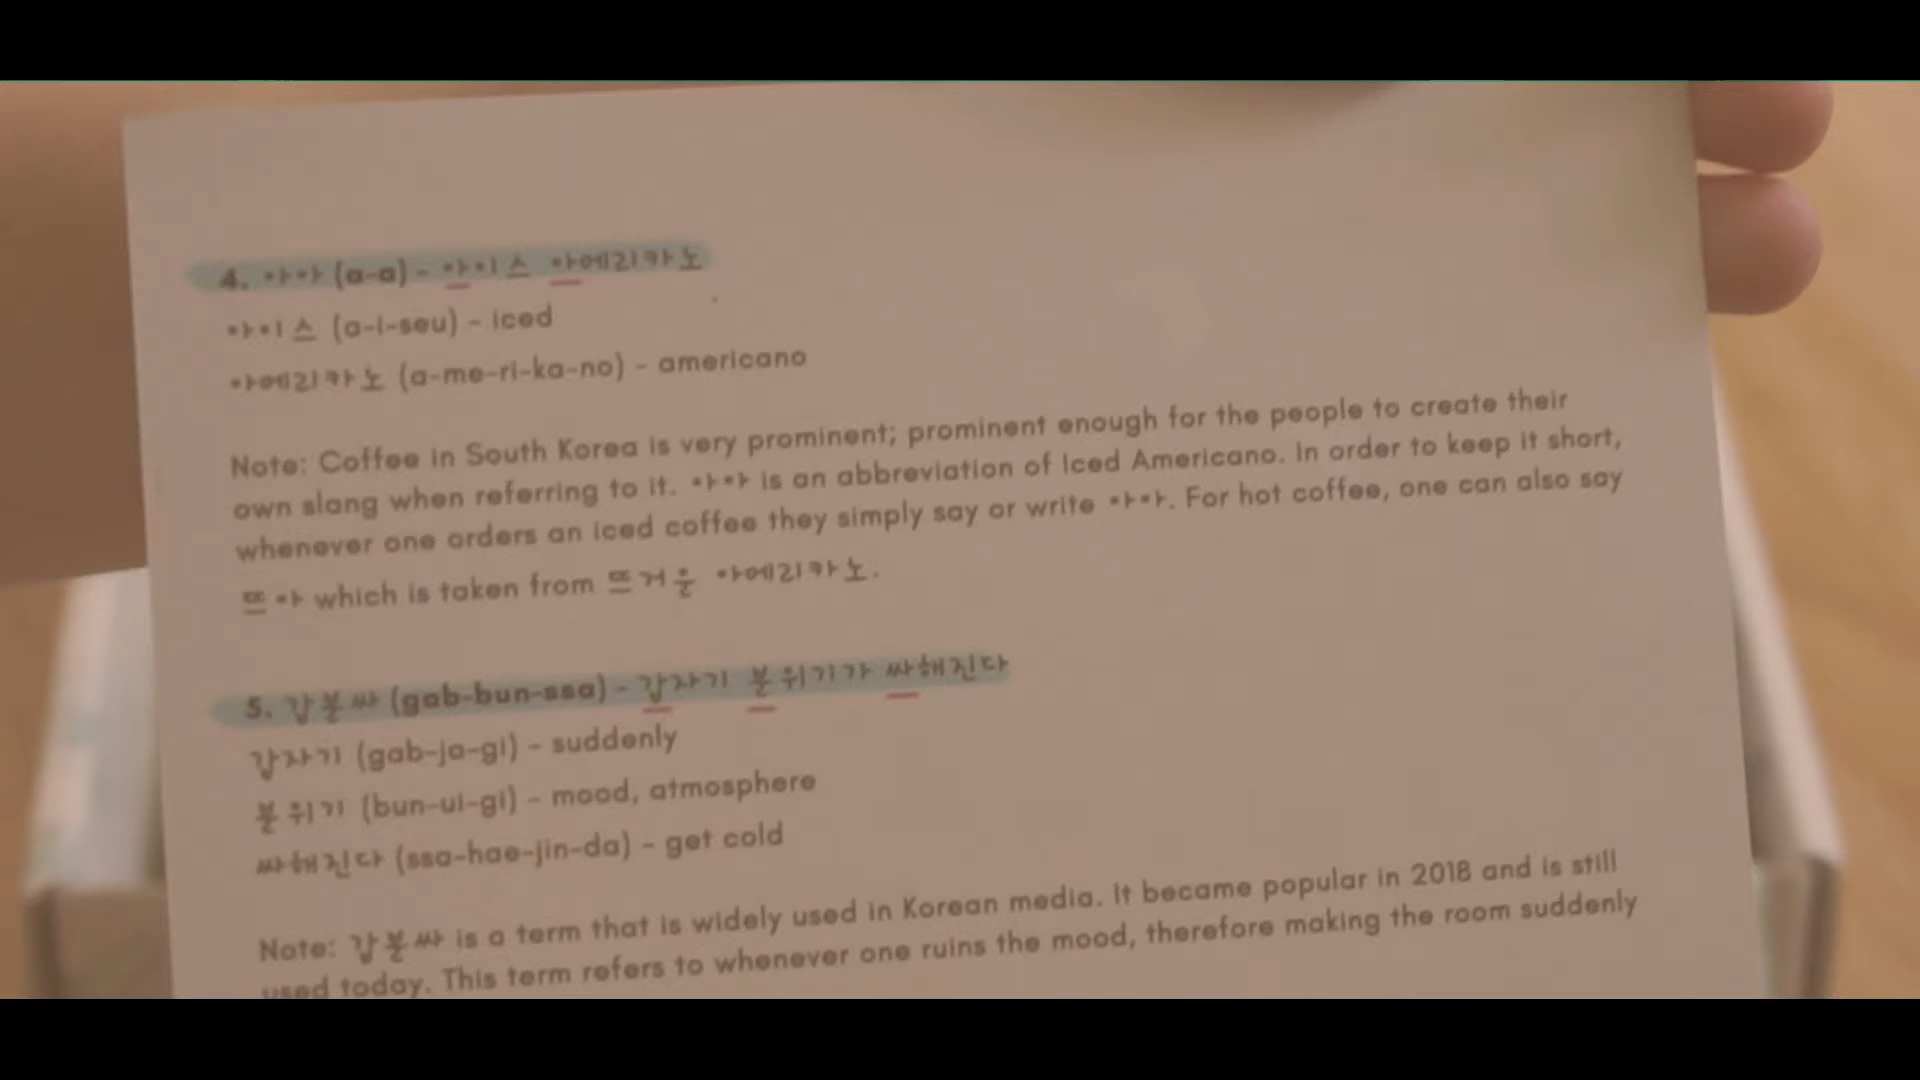 4. 아아 (a-a) - 아이스 아메리카노
아이스 (a-i-seu) - iced
아메리카노 (a-me-ri-ka-no) - americano
Note: Coffee in South Korea is very prominent; prominent enough for the people to create their
own slang when referring to it. 아아 is an abbreviation of Iced Americano. In order to keep it short,
whenever one orders an iced coffee they simply say or write 아아. For hot coffee, one can also say
뜨아 which is taken from 뜨거운 아메리카노.
5. 갑분싸 (gab-bun-ssa) - 갑자기 분위기가 싸해진다
갑자기 (gab-ja-gi) - suddenly
분위기 (bun-ui-gi) - mood, atmosphere
싸해진다 (ssa-hae-jin-da) - get cold
Note: 갑분싸 is a term that is widely used in Korean media. It became popular in 2018 and is still
used today. This term refers to whenever one ruins the mood, therefore making the room suddenly